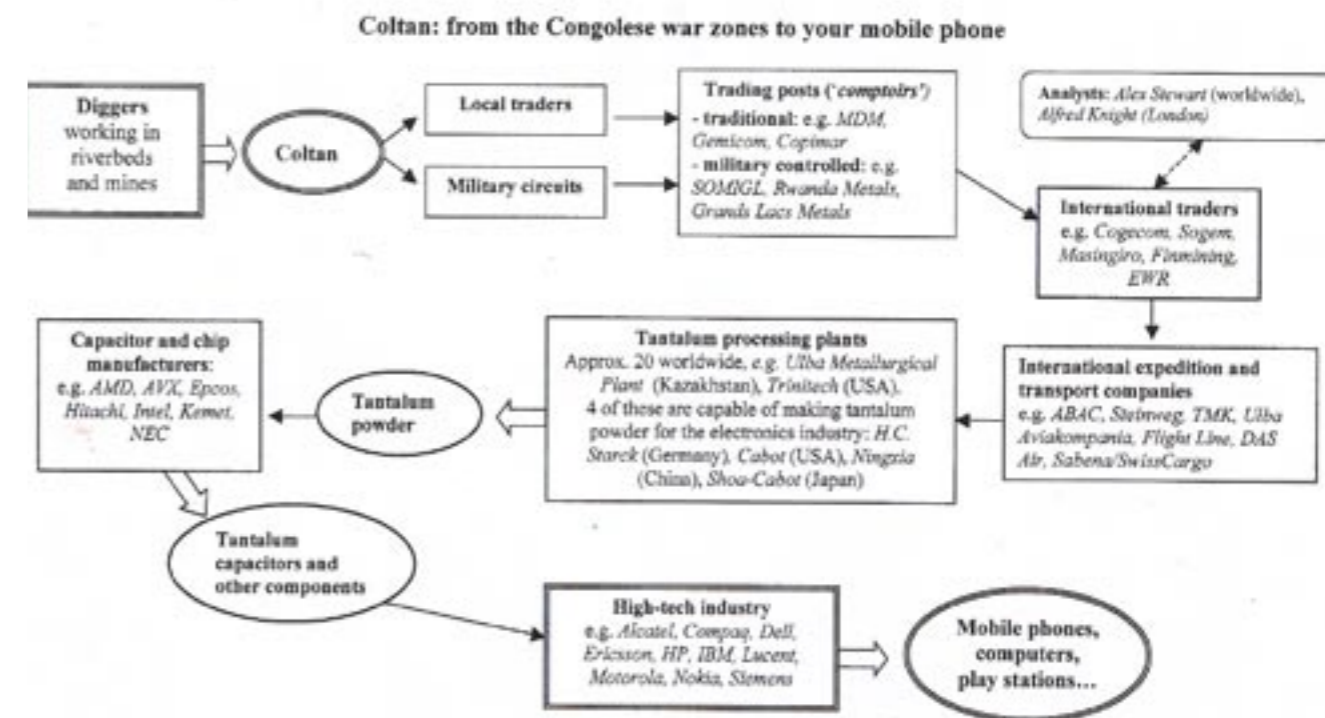 Coltan: from the Congolese war zones to your mobile phone
Diggers
working in
riverbeds
and mines
Coltan
Local traders
Military circuits
Trading posts ('comptoirs')
- traditional: e.g. MDM,
Gemicom, Copimar
- military controlled: e.g.
SOMIGL, Rwanda Metals,
Grands Lacs Metals
Analysts: Alex Stewart (worldwide),
Alfred Knight (London)
International traders
e.g. Cogecom, Sogem,
Masingiro, Finmining,
EWR
International expedition and
transport companies
e.g. ABAC, Steinweg, TMK, Ulba
Aviakompania, Flight Line, DAS
Air, Sabena/SwissCargo
Tantalum processing plants
Approx. 20 worldwide, e.g. Ulba Metallurgical
Plant (Kazakhstan), Trinitech (USA).
4 of these are capable of making tantalum
powder for the electronics industry: H.C.
Starck (Germany), Cabot (USA), Ningxia
(China), Shoa-Cabot (Japan)
Tantalum
powder
Capacitor and chip
manufacturers:
e.g. AMD, AVX, Epcos,
Hitachi, Intel, Kemet,
NEC
Tantalum
capacitors and
other components
High-tech industry
e.g. Alcatel, Compaq, Dell,
Ericsson, HP, IBM, Lucent,
Motorola, Nokia, Siemens
Mobile phones,
computers,
play stations...